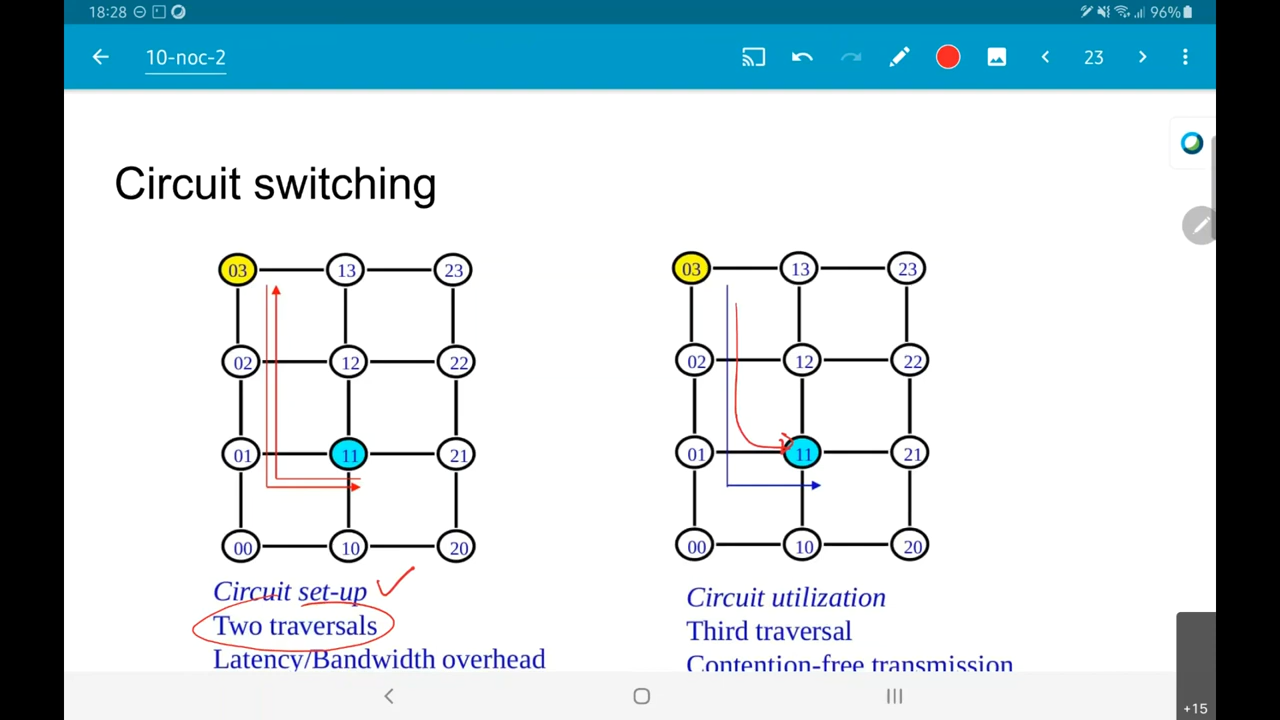 18:28
96%
10-noc-2
23
Circuit switching
03 13 23
02 12 22
01 11 21
00 10 20
Circuit set-up
Two traversals
Latency/Bandwidth overhead
03 13 23
02 12 22
01 11 21
00 10 20
Circuit utilization
Third traversal
Contention-free transmission
+15